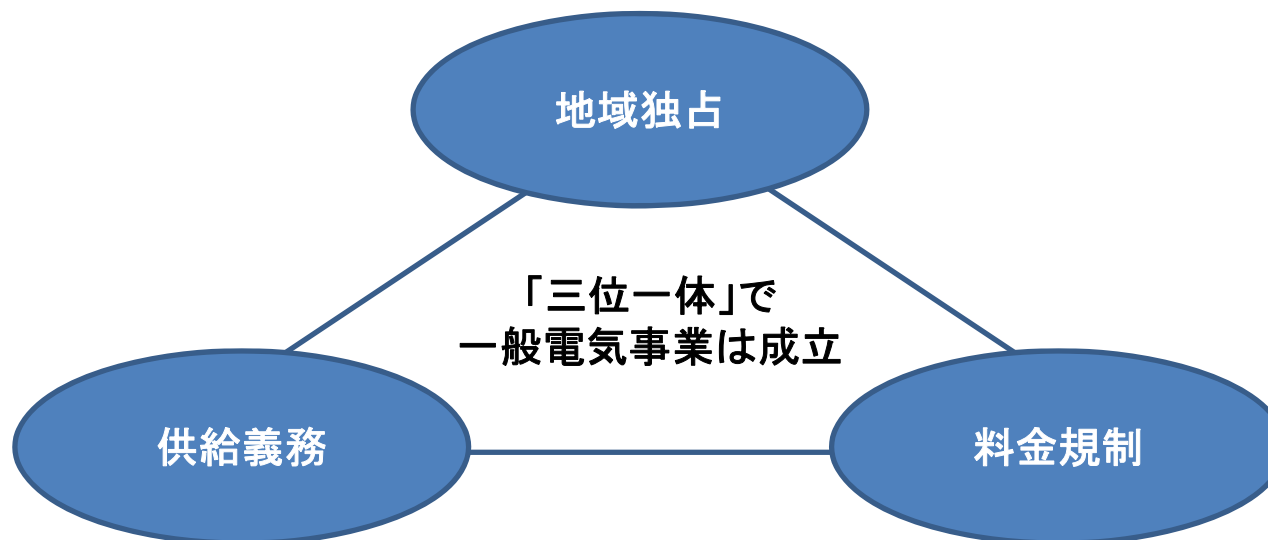 地域独占
「三位一体」で
一般電気事業は成立
供給義務
料金規制